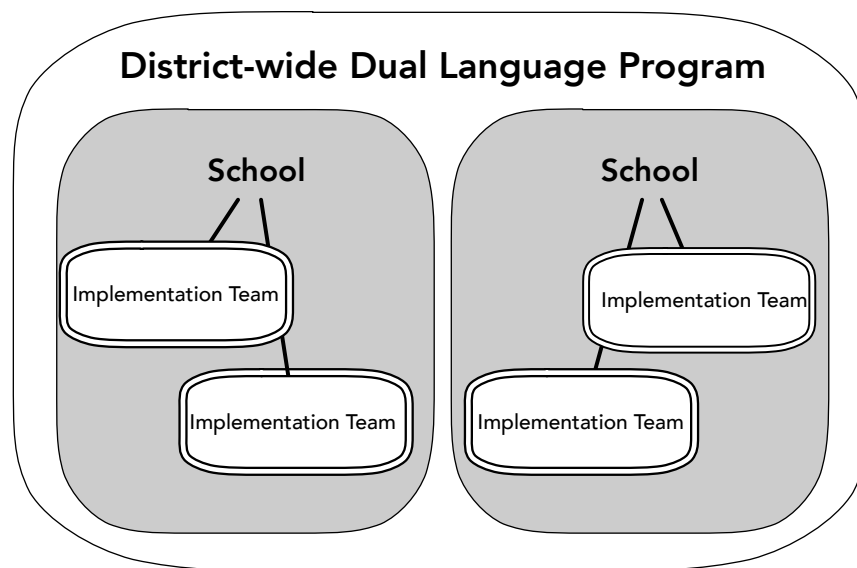 District-wide Dual Language Program
School
Implementation Team
Implementation Team
School
Implementation Team
Implementation Team